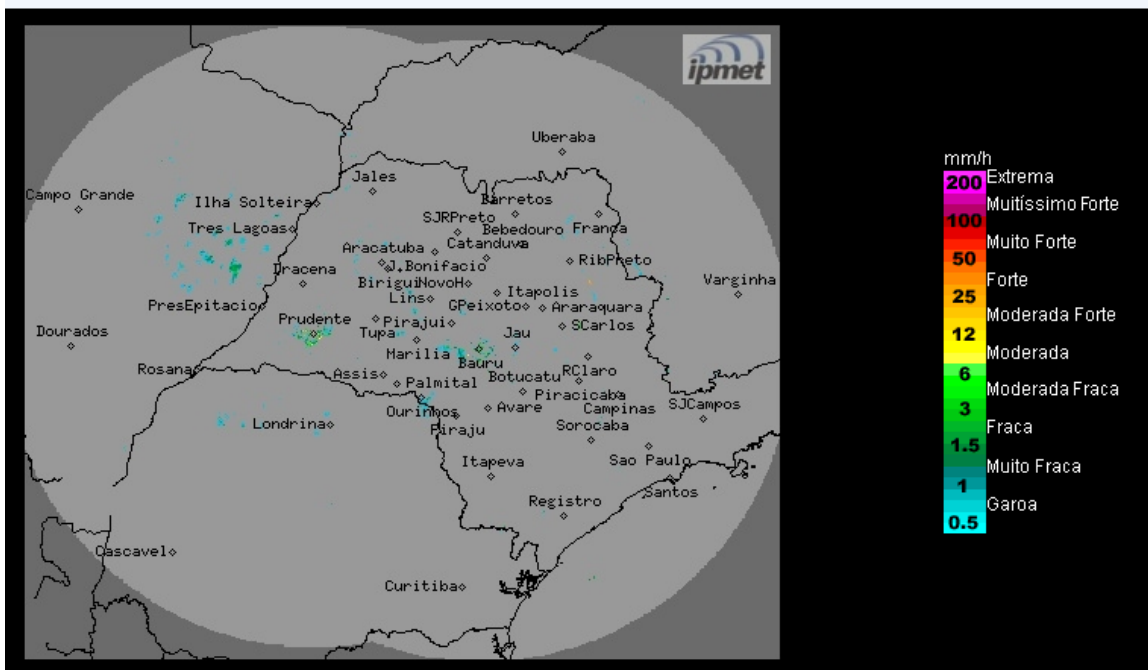 ipmet
Uberaba
Campo Grande
Jales
Ilha Solteira
Barretos
SJRPreto
Franca
Tres Lagoas
Bebedouro
Aracatuba
Catanduva
J.Bonifacio
RibPreto
Dracena
Birigui
NovoH
Varginha
Itapolis
Lins
PresEpitacio
GPeixoto
Araraquara
Prudente
Pirajui
SCarlos
Dourados
Tupa
Jau
Marilia
Bauru
Rosana
Assis
RClaro
Botucatu
Palmital
Piracicaba
SJCampos
Ourinhos
Avare
Campinas
Londrina
Piraju
Sorocaba
Itapeva
Sao Paulo
Santos
Registro
Cascavel
Curitiba
mm/h
200 Extrema
Muitíssimo Forte
100
Muito Forte
50
Forte
25
Moderada Forte
12
Moderada
6
Moderada Fraca
3
Fraca
1.5
Muito Fraca
1
Garoa
0.5